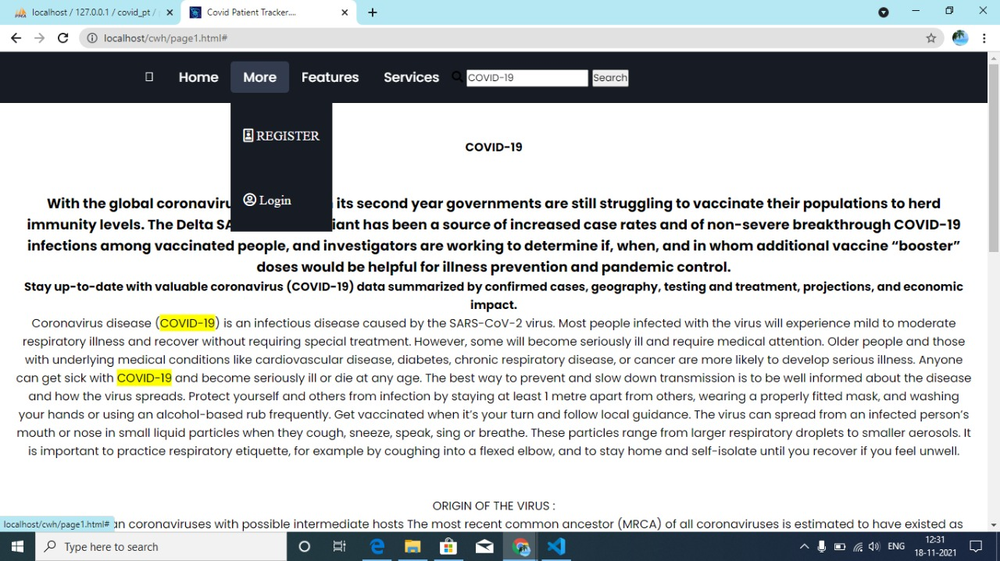 localhost / 127.0.0.1 / covid_pt /
Covid Patient Tracker....
localhost/cwh/page1.html#
Home
More
Features
Services
COVID-19
Search
REGISTER
Login
COVID-19
With the global coronaviru its second year governments are still struggling to vaccinate their populations to herd
immunity levels. The Delta SA iant has been a source of increased case rates and of non-severe breakthrough COVID-19
infections among vaccinated people, and investigators are working to determine if, when, and in whom additional vaccine “booster”
doses would be helpful for illness prevention and pandemic control.
Stay up-to-date with valuable coronavirus (COVID-19) data summarized by confirmed cases, geography, testing and treatment, projections, and economic
impact.
Coronavirus disease (COVID-19) is an infectious disease caused by the SARS-CoV-2 virus. Most people infected with the virus will experience mild to moderate
respiratory illness and recover without requiring special treatment. However, some will become seriously ill and require medical attention. Older people and those
with underlying medical conditions like cardiovascular disease, diabetes, chronic respiratory disease, or cancer are more likely to develop serious illness. Anyone
can get sick with COVID-19 and become seriously ill or die at any age. The best way to prevent and slow down transmission is to be well informed about the disease
and how the virus spreads. Protect yourself and others from infection by staying at least 1 metre apart from others, wearing a properly fitted mask, and washing
your hands or using an alcohol-based rub frequently. Get vaccinated when it’s your turn and follow local guidance. The virus can spread from an infected person’s
mouth or nose in small liquid particles when they cough, sneeze, speak, sing or breathe. These particles range from larger respiratory droplets to smaller aerosols. It
is important to practice respiratory etiquette, for example by coughing into a flexed elbow, and to stay home and self-isolate until you recover if you feel unwell.
ORIGIN OF THE VIRUS :
localhost/cwh/page1.html#
an coronaviruses with possible intermediate hosts The most recent common ancestor (MRCA) of all coronaviruses is estimated to have existed as
Type here to search
ENG
12:31
18-11-2021